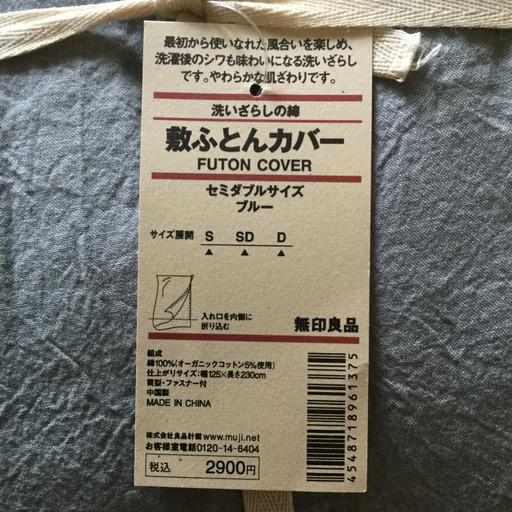 最初から使いなれた風合いを楽しめ、
洗濯後のシワも味わいになる洗いざらし
です。やわらかな肌ざわりです。
洗いざらしの綿
敷ふとんカバー
FUTON COVER
セミダブルサイズ
ブルー
サイズ展開 S SD D
入れ口を内側に
折り込む
無印良品
組成
綿100%(オーガニックコットン5%使用)
仕上がりサイズ:幅125×長さ230cm
筒型・ファスナー付
中国製
MADE IN CHINA
株式会社良品計画 www.muji.net
お客様室電話0120-14-6404
税込 2900円
4548718961375